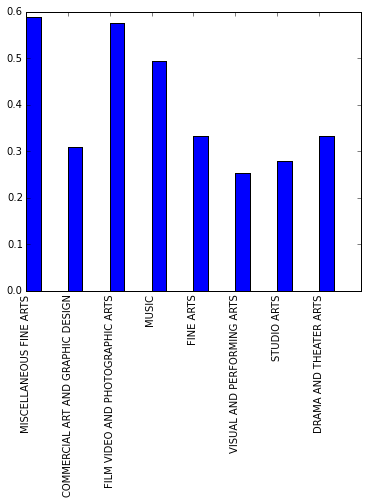 0.6
0.5
0.4
0.3
0.2
0.1
0.0
MISCELLANEOUS FINE ARTS
COMMERCIAL ART AND GRAPHIC DESIGN
FILM VIDEO AND PHOTOGRAPHIC ARTS
MUSIC
FINE ARTS
VISUAL AND PERFORMING ARTS
STUDIO ARTS
DRAMA AND THEATER ARTS